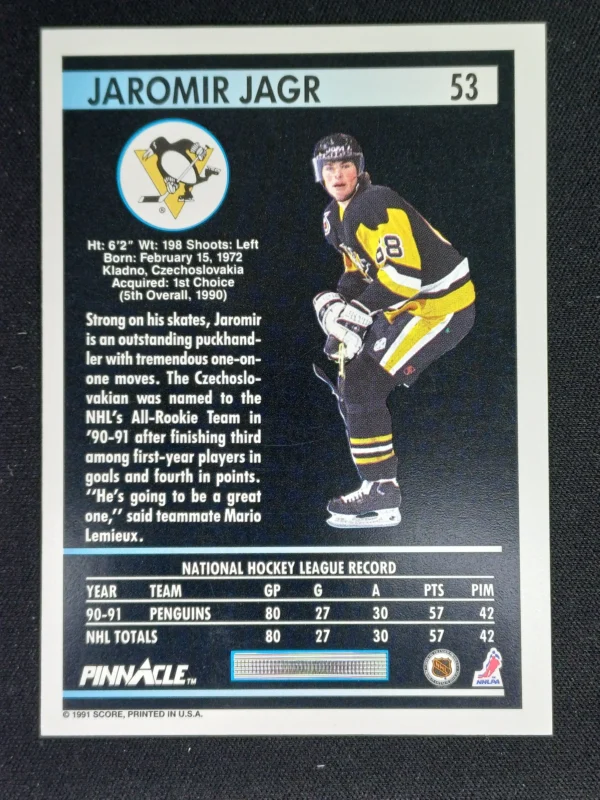 JAROMIR JAGR 53
Ht: 6'2" Wt: 198 Shoots: Left
Born: February 15, 1972
Kladno, Czechoslovakia
Acquired: 1st Choice
(5th Overall, 1990)
Strong on his skates, Jaromir
is an outstanding puckhand-
ler with tremendous one-on-
one moves. The Czechoslo-
vakian was named to the
NHL's All-Rookie Team in
'90-91 after finishing third
among first-year players in
goals and fourth in points.
"He's going to be a great
one," said teammate Mario
Lemieux.
68
NATIONAL HOCKEY LEAGUE RECORD
YEAR TEAM GP G A PTS PIM
90-91 PENGUINS 80 27 30 57 42
NHL TOTALS 80 27 30 57 42
PINNACLE™
NHL
NHLPA
© 1991 SCORE, PRINTED IN U.S.A.